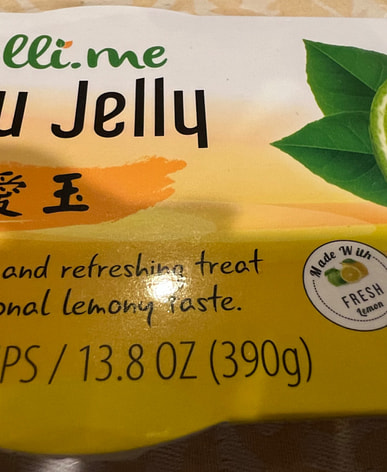 lli.me
u Jelly
愛玉
and refreshing treat
onal lemony taste.
Made With
FRESH
Lemon
PS / 13.8 OZ (390g)